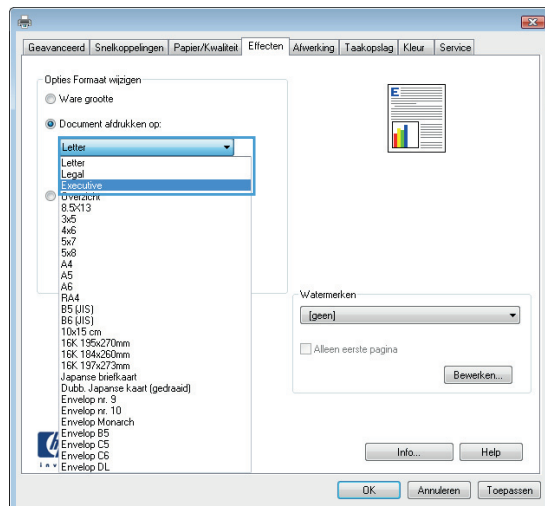 Geavanceerd Snelkoppelingen Papier/Kwaliteit Effecten Afwerking Taakopslag Kleur Service
Opties Formaat wijzigen
Ware grootte
Document afdrukken op:
Letter
Letter
Legal
Executive
Overzicht
8.5X13
3x5
4x6
5x7
5x8
A4
A5
A6
RA4
B5 (JIS)
B6 (JIS)
10x15 cm
16K 195x270mm
16K 184x260mm
16K 197x273mm
Japanse briefkaart
Dubb. Japanse kaart (gedraaid)
Envelop nr. 9
Envelop nr. 10
Envelop Monarch
Envelop B5
Envelop C5
Envelop C6
Envelop DL
E
Watermerken
[geen]
Alleen eerste pagina
Bewerken...
i n v
Info... Help
OK Annuleren Toepassen